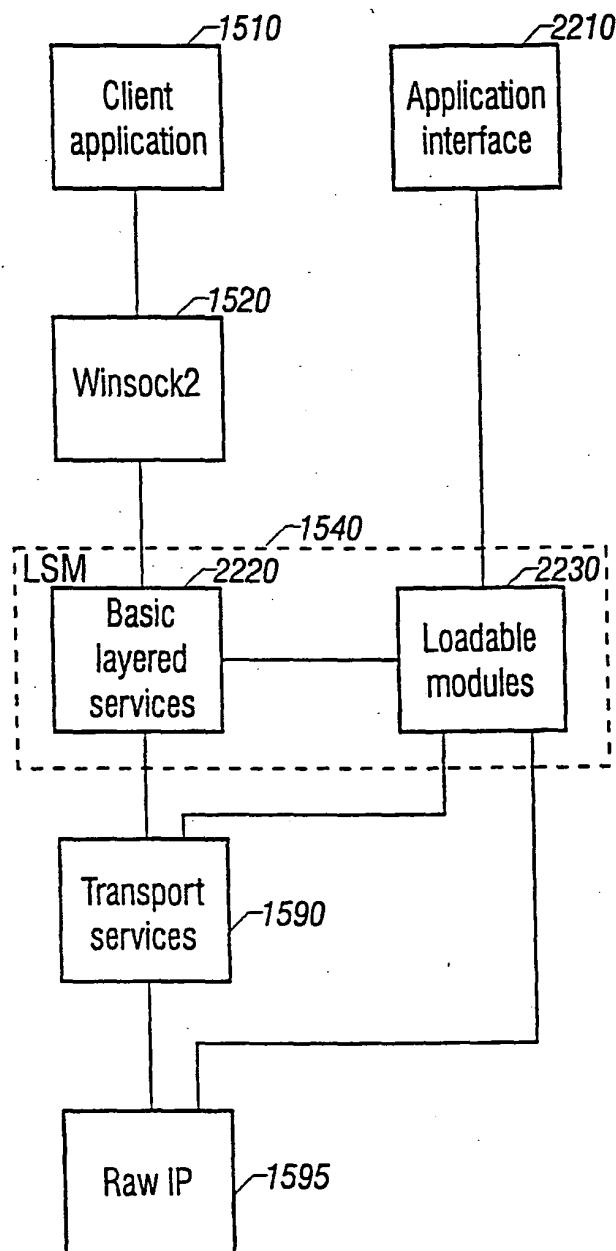 1510
2210
Client
application
Application
interface
1520
Winsock2
1540
LSM
2220
2230
Basic
layered
services
Loadable
modules
Transport
services
1590
Raw IP
1595